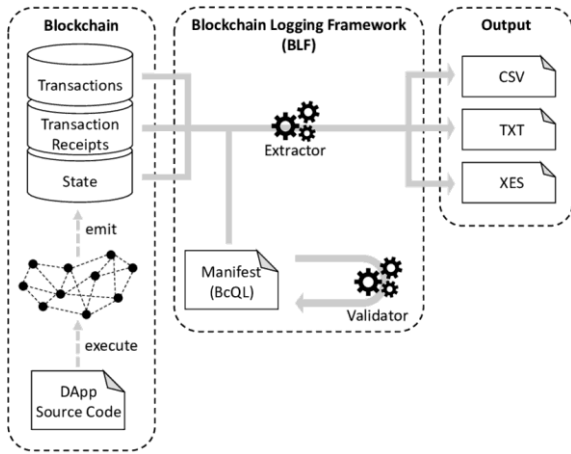 Blockchain
Transactions
Transaction
Receipts
State
emit
execute
DApp
Source Code
Blockchain Logging Framework
(BLF)
Extractor
Manifest
(BcQL)
Validator
Output
CSV
TXT
XES